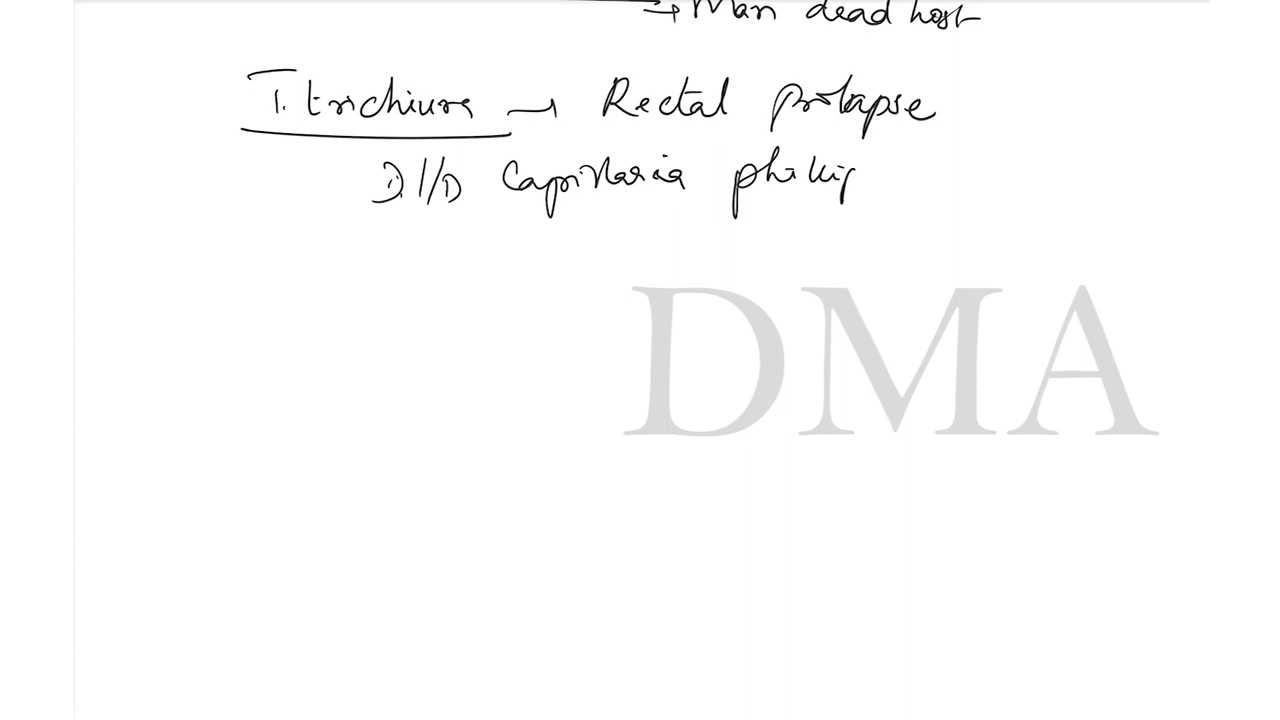 → Man dead host
T. trichiura → Rectal prolapse
D//D Capillaria philip
DMA